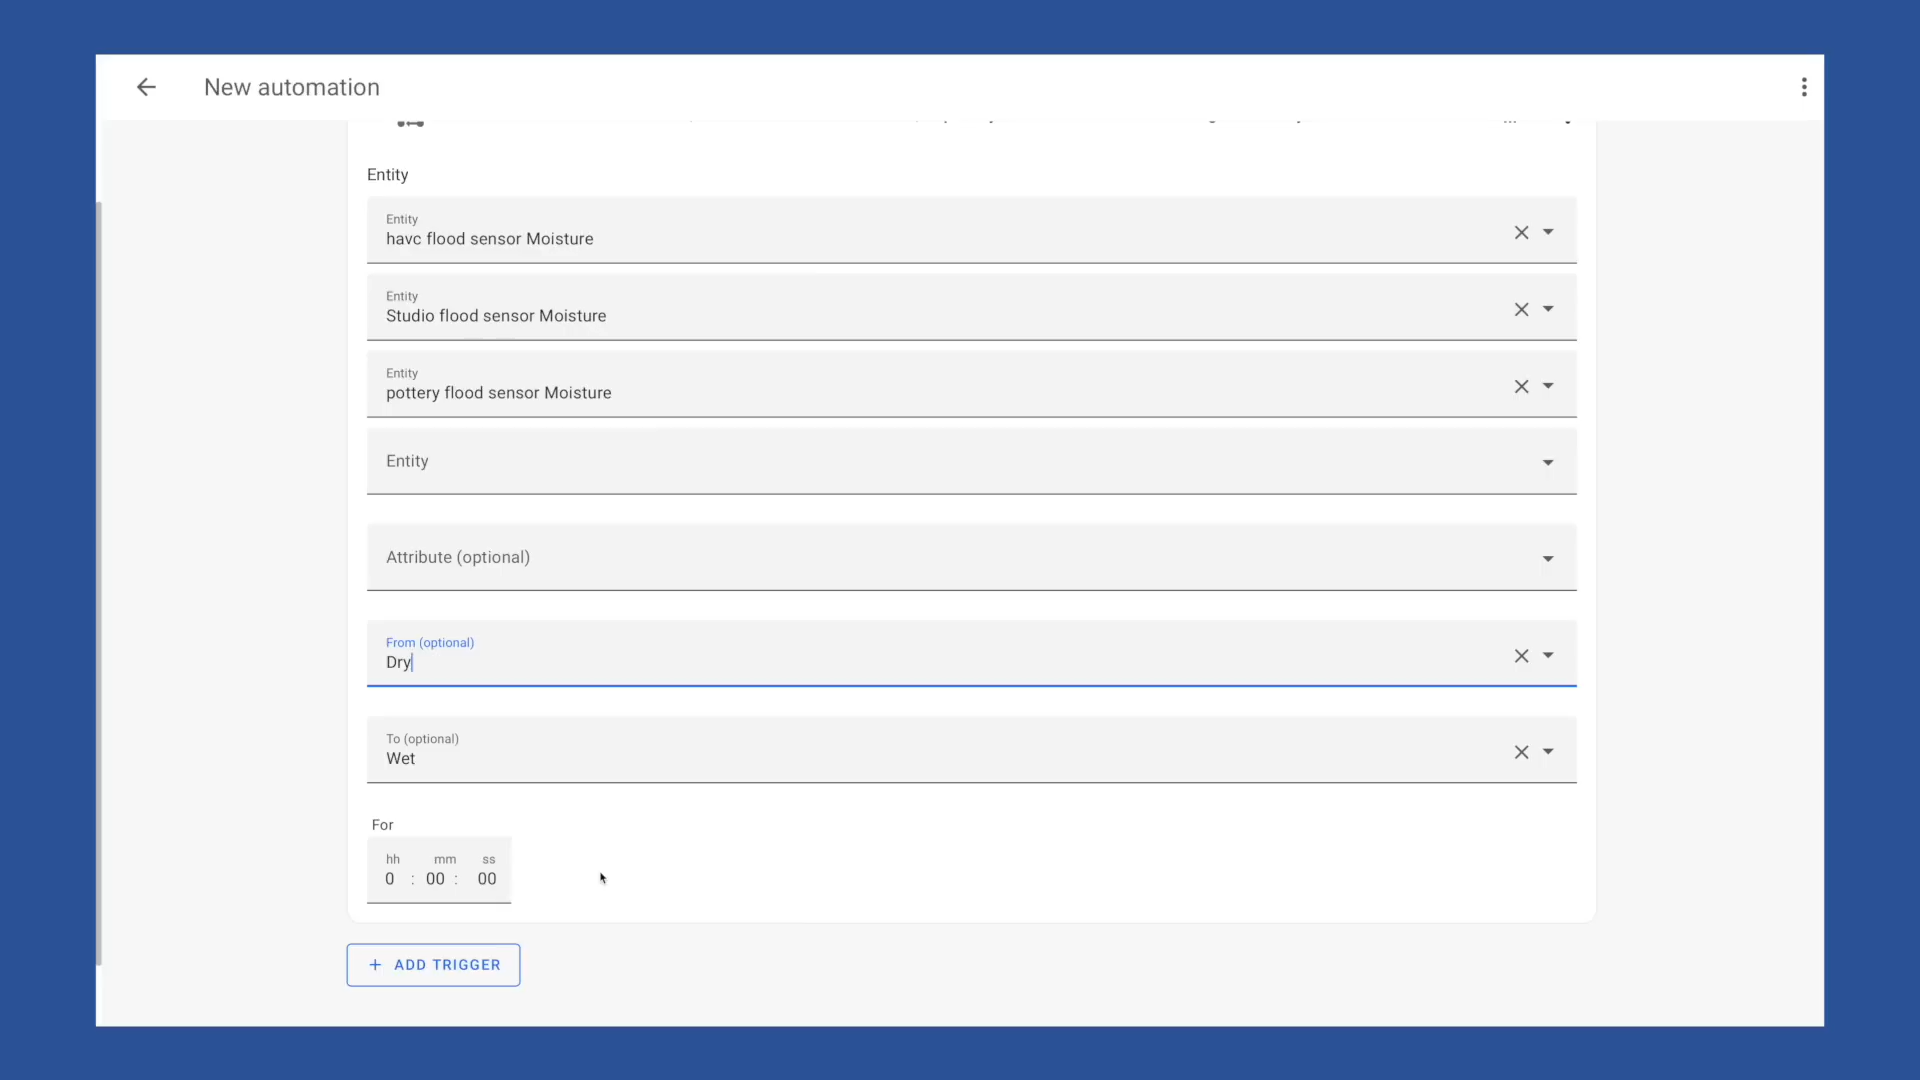 New automation
Entity
Entity
havc flood sensor Moisture
Entity
Studio flood sensor Moisture
Entity
pottery flood sensor Moisture
Entity
Attribute (optional)
From (optional)
Dry
To (optional)
Wet
For
hh mm ss
0 : 00 : 00
+ ADD TRIGGER